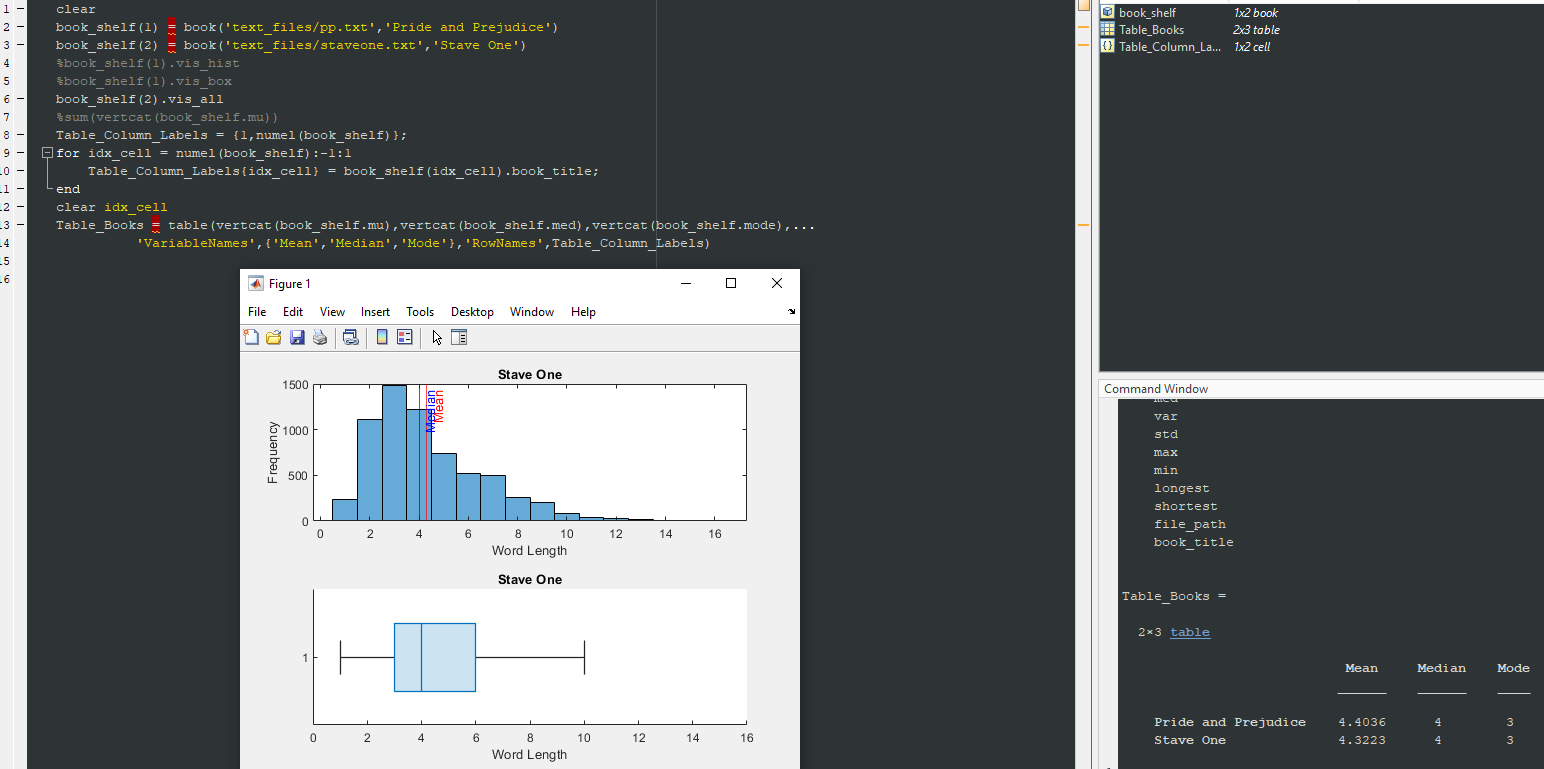 1 – clear
2 – book_shelf(1) = book('text_files/pp.txt','Pride and Prejudice')
3 – book_shelf(2) = book('text_files/staveone.txt','Stave One')
4 – %book_shelf(1).vis_hist
5 – %book_shelf(1).vis_box
6 – book_shelf(2).vis_all
7 – %sum(vertcat(book_shelf.mu))
8 – Table_Column_Labels = {1,numel(book_shelf)};
9 – for idx_cell = numel(book_shelf):-1:1
10 – Table_Column_Labels{idx_cell} = book_shelf(idx_cell).book_title;
11 – end
12 – clear idx_cell
13 – Table_Books = table(vertcat(book_shelf.mu),vertcat(book_shelf.med),vertcat(book_shelf.mode),...
14 'VariableNames',{'Mean','Median','Mode'},'RowNames',Table_Column_Labels)
15
16
Figure 1
File Edit View Insert Tools Desktop Window Help
Stave One
1500
1000
500
0
Frequency
Median
Mean
0 2 4 6 8 10 12 14 16
Word Length
Stave One
1
0 2 4 6 8 10 12 14 16
Word Length
book_shelf 1x2 book
Table_Books 2x3 table
Table_Column_La... 1x2 cell
Command Window
med
var
std
max
min
longest
shortest
file_path
book_title
Table_Books =
2×3 table
Mean Median Mode
Pride and Prejudice 4.4036 4 3
Stave One 4.3223 4 3